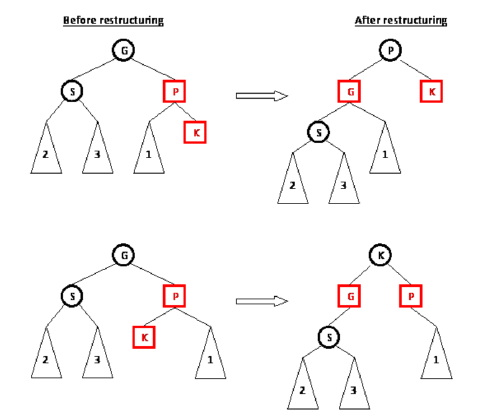 Before restructuring After restructuring
G P
S P G K
K S
2 3 1 1
2 3
G K
S P G P
K S
2 3 1 1
2 3